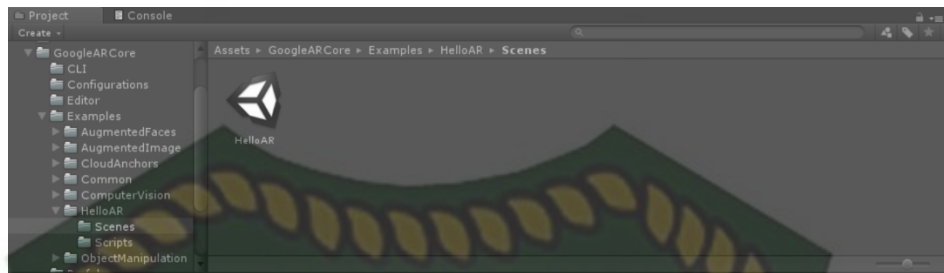 Project
Console
Create
Assets ▸ GoogleARCore ▸ Examples ▸ HelloAR ▸ Scenes
GoogleARCore
CLI
Configurations
Editor
Examples
AugmentedFaces
AugmentedImage
CloudAnchors
Common
ComputerVision
HelloAR
Scenes
Scripts
ObjectManipulation
HelloAR